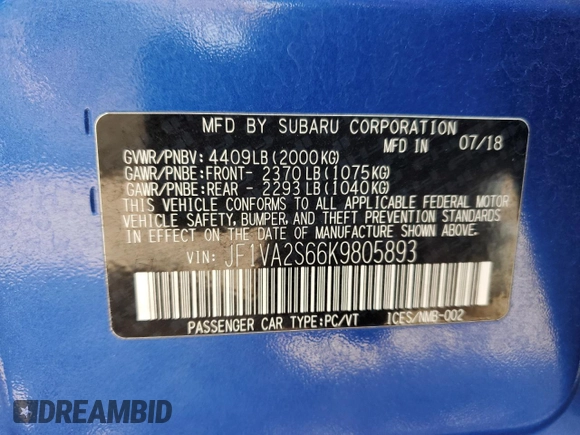 MFD BY SUBARU CORPORATION
MFD IN 07/18
GVWR/PNBV: 4409LB(2000KG)
GAWR/PNBE:FRONT- 2370LB(1075KG)
GAWR/PNBE:REAR - 2293LB(1040KG)
THIS VEHICLE CONFORMS TO ALL APPLICABLE FEDERAL MOTOR
VEHICLE SAFETY, BUMPER, AND THEFT PREVENTION STANDARDS
IN EFFECT ON THE DATE OF MANUFACTURE SHOWN ABOVE.
VIN: JF1VA2S66K9805893
PASSENGER CAR TYPE:PC/VT ICES/NMB-002
DREAMBID